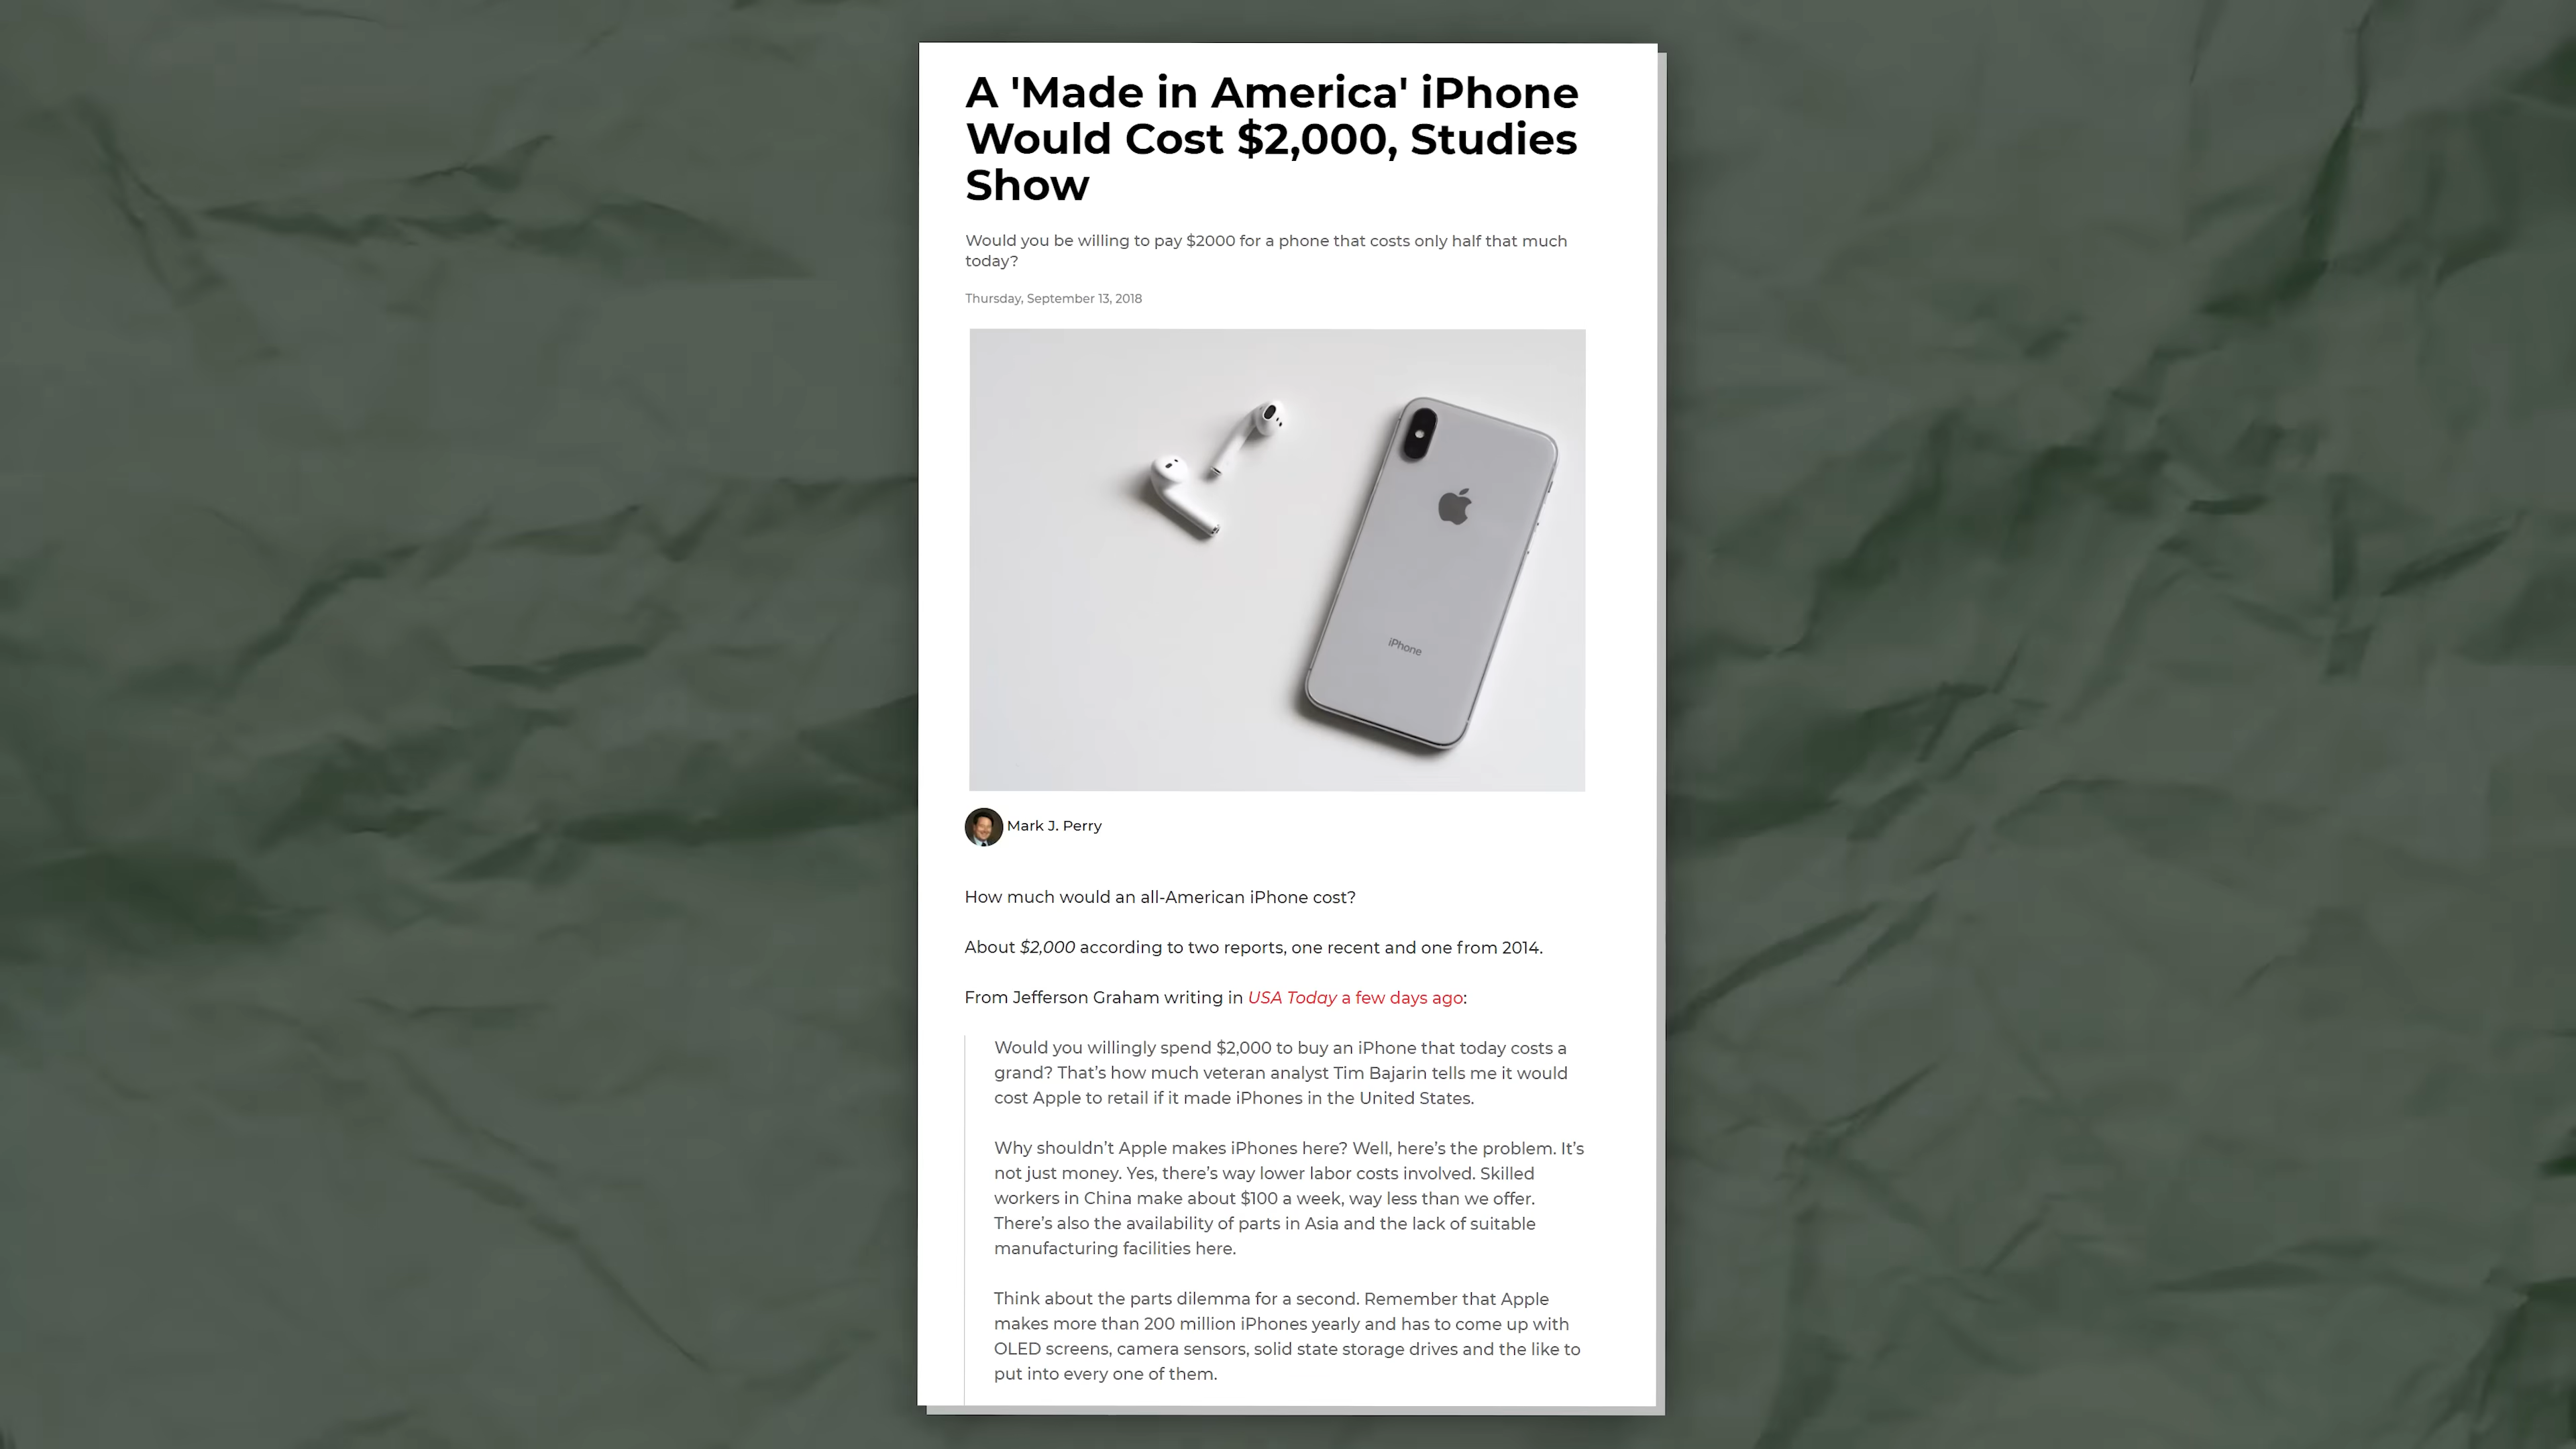 A 'Made in America' iPhone
Would Cost $2,000, Studies
Show
Would you be willing to pay $2000 for a phone that costs only half that much
today?
Thursday, September 13, 2018
iPhone
Mark J. Perry
How much would an all-American iPhone cost?
About $2,000 according to two reports, one recent and one from 2014.
From Jefferson Graham writing in USA Today a few days ago:
Would you willingly spend $2,000 to buy an iPhone that today costs a
grand? That’s how much veteran analyst Tim Bajarin tells me it would
cost Apple to retail if it made iPhones in the United States.
Why shouldn’t Apple makes iPhones here? Well, here’s the problem. It’s
not just money. Yes, there’s way lower labor costs involved. Skilled
workers in China make about $100 a week, way less than we offer.
There’s also the availability of parts in Asia and the lack of suitable
manufacturing facilities here.
Think about the parts dilemma for a second. Remember that Apple
makes more than 200 million iPhones yearly and has to come up with
OLED screens, camera sensors, solid state storage drives and the like to
put into every one of them.